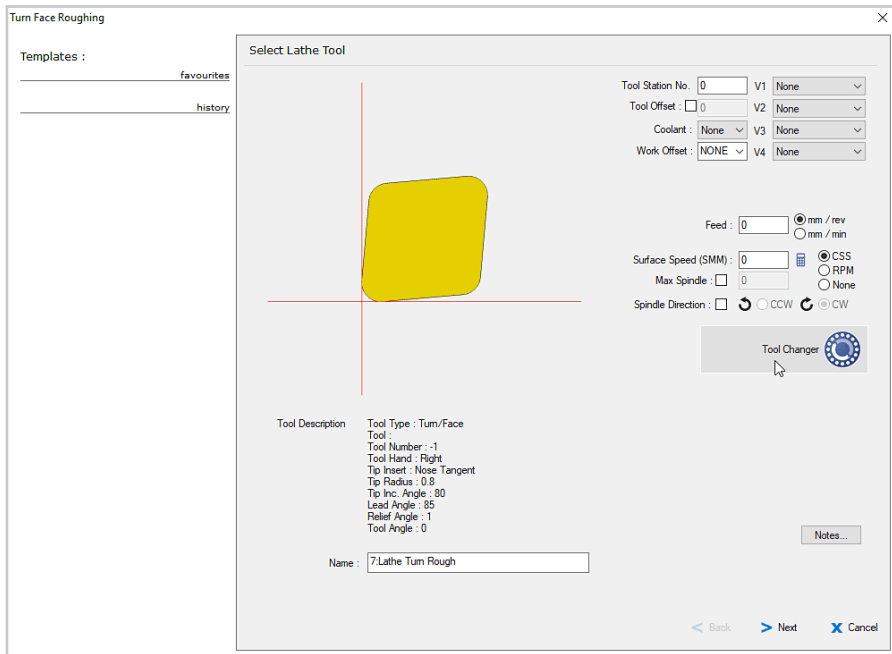 Turn Face Roughing
Templates :
favourites
history
Select Lathe Tool
Tool Station No. 0 V1 None
Tool Offset : 0 V2 None
Coolant : None V3 None
Work Offset : NONE V4 None
Feed : 0 mm / rev
mm / min
Surface Speed (SMM) : 0 CSS
Max Spindle : 0 RPM
None
Spindle Direction : CCW CW
Tool Changer
Tool Description Tool Type : Turn/Face
Tool :
Tool Number : -1
Tool Hand : Right
Tip Insert : Nose Tangent
Tip Radius : 0.8
Tip Inc. Angle : 80
Lead Angle : 85
Relief Angle : 1
Tool Angle : 0
Notes...
Name : 7:Lathe Turn Rough
Back Next Cancel